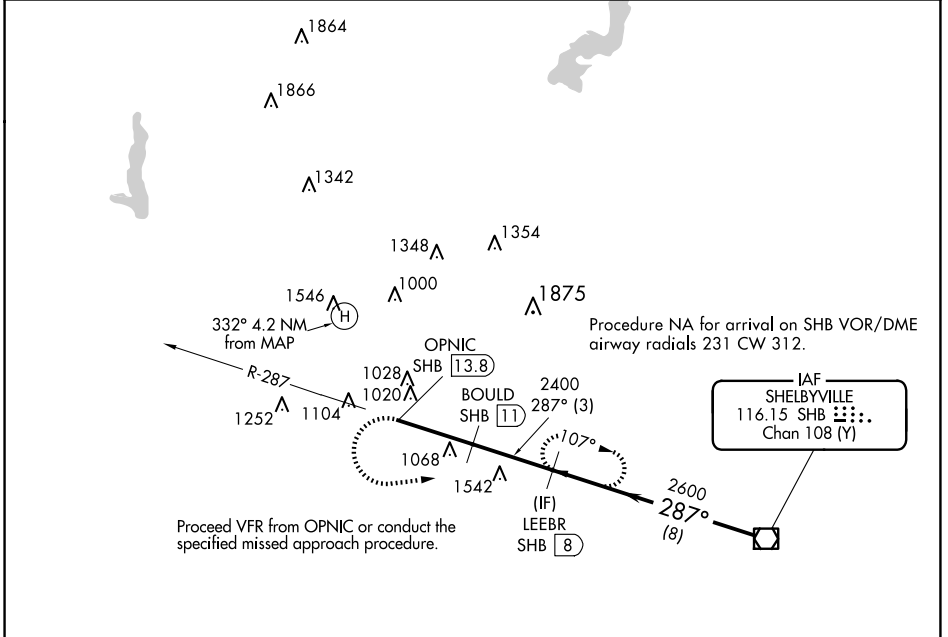 1864
1866
1342
1348
1354
1546
1000
1875
H
332° 4.2 NM
from MAP
Procedure NA for arrival on SHB VOR/DME
airway radials 231 CW 312.
OPNIC
SHB 13.8
R-287
1028
1020
BOULD
SHB 11
2400
287° (3)
IAF
SHELBYVILLE
116.15 SHB
Chan 108 (Y)
1252
1104
107°
1068
1542
2600
287°
(8)
(IF)
LEEBR
SHB 8
Proceed VFR from OPNIC or conduct the
specified missed approach procedure.